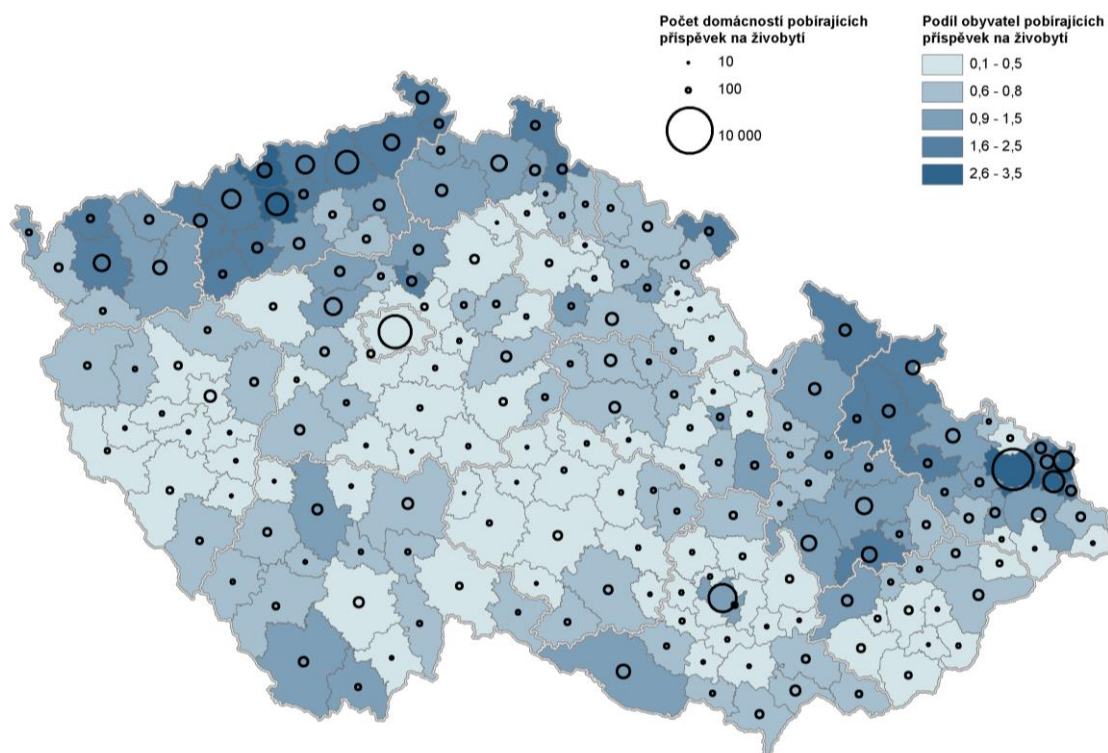 Počet domácností pobírajících
příspěvek na živobytí
10
100
10 000
Podíl obyvatel pobírajících
příspěvek na živobytí
0,1 - 0,5
0,6 - 0,8
0,9 - 1,5
1,6 - 2,5
2,6 - 3,5